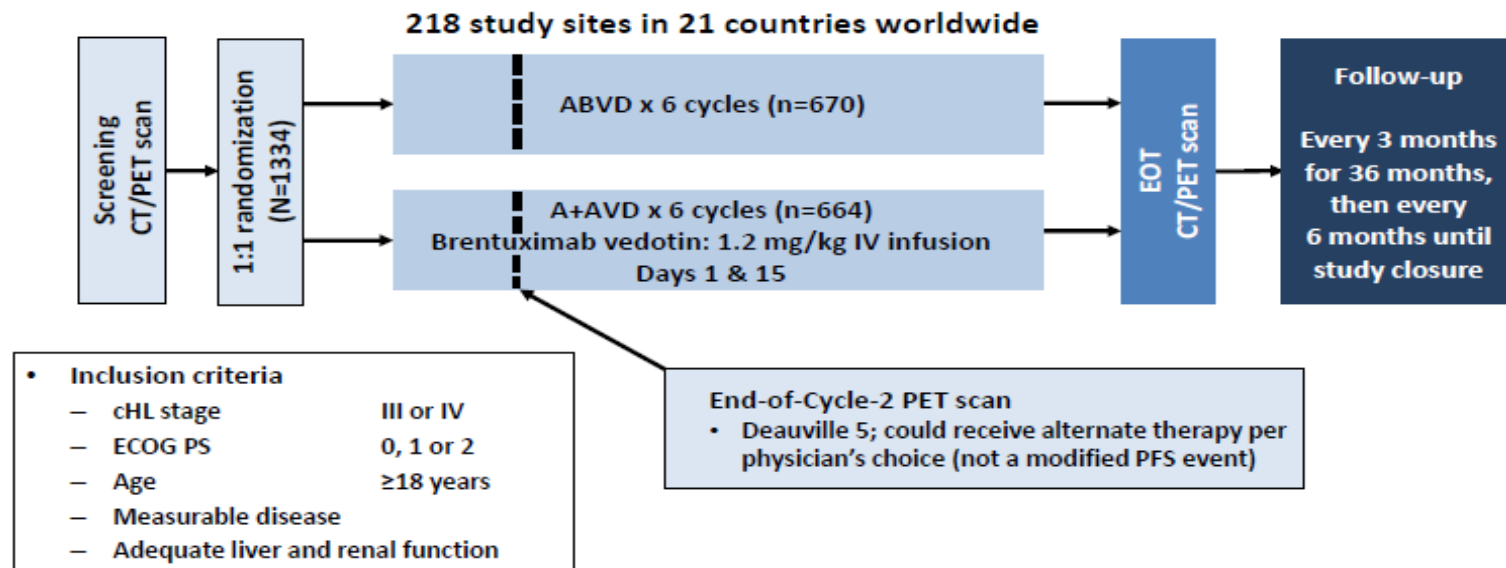 218 study sites in 21 countries worldwide
Screening
CT/PET scan
1:1 randomization
(N=1334)
ABVD x 6 cycles (n=670)
A+AVD x 6 cycles (n=664)
Brentuximab vedotin: 1.2 mg/kg IV infusion
Days 1 & 15
EOT
CT/PET scan
Follow-up
Every 3 months
for 36 months,
then every
6 months until
study closure
• Inclusion criteria
– cHL stage III or IV
– ECOG PS 0, 1 or 2
– Age ≥18 years
– Measurable disease
– Adequate liver and renal function
End-of-Cycle-2 PET scan
• Deauville 5; could receive alternate therapy per
physician’s choice (not a modified PFS event)